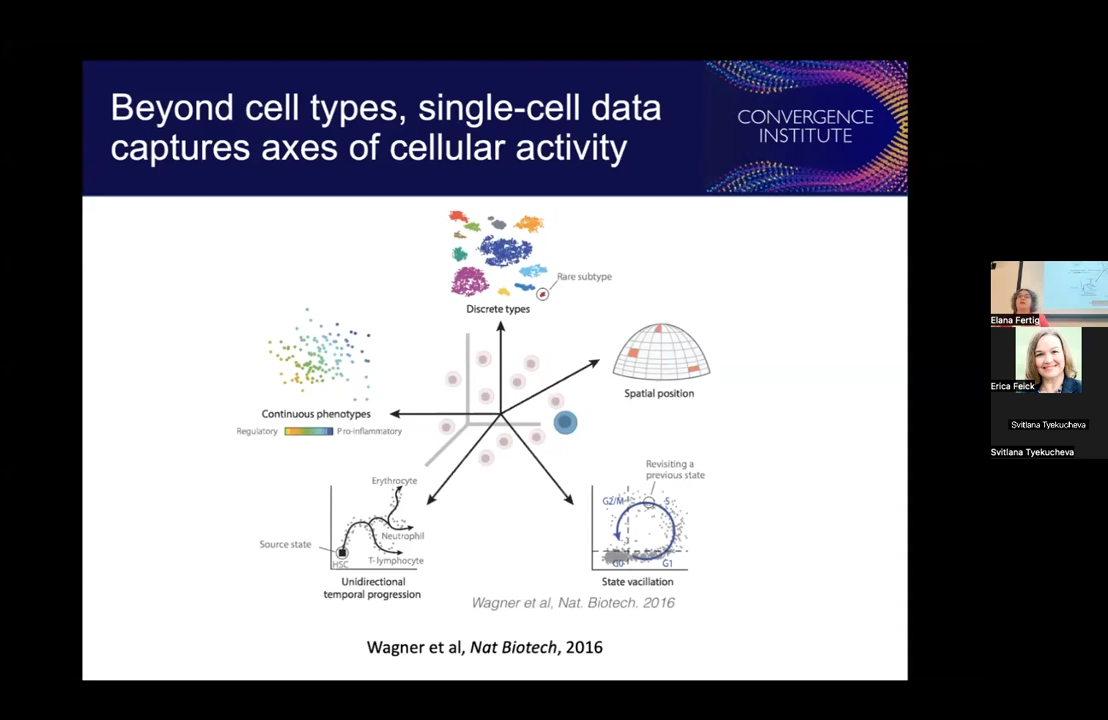 Beyond cell types, single-cell data
captures axes of cellular activity
CONVERGENCE
INSTITUTE
Rare subtype
Discrete types
Spatial position
Continuous phenotypes
Regulatory
Pro-inflammatory
Erythrocyte
Neutrophil
T-lymphocyte
Source state
HSC
Unidirectional
temporal progression
Revisiting a
previous state
G2/M
S
G0
G1
State vacillation
Wagner et al, Nat. Biotech. 2016
Wagner et al, Nat Biotech, 2016
Elana Fertig
Erica Feick
Svitlana Tyekucheva
Svitlana Tyekucheva